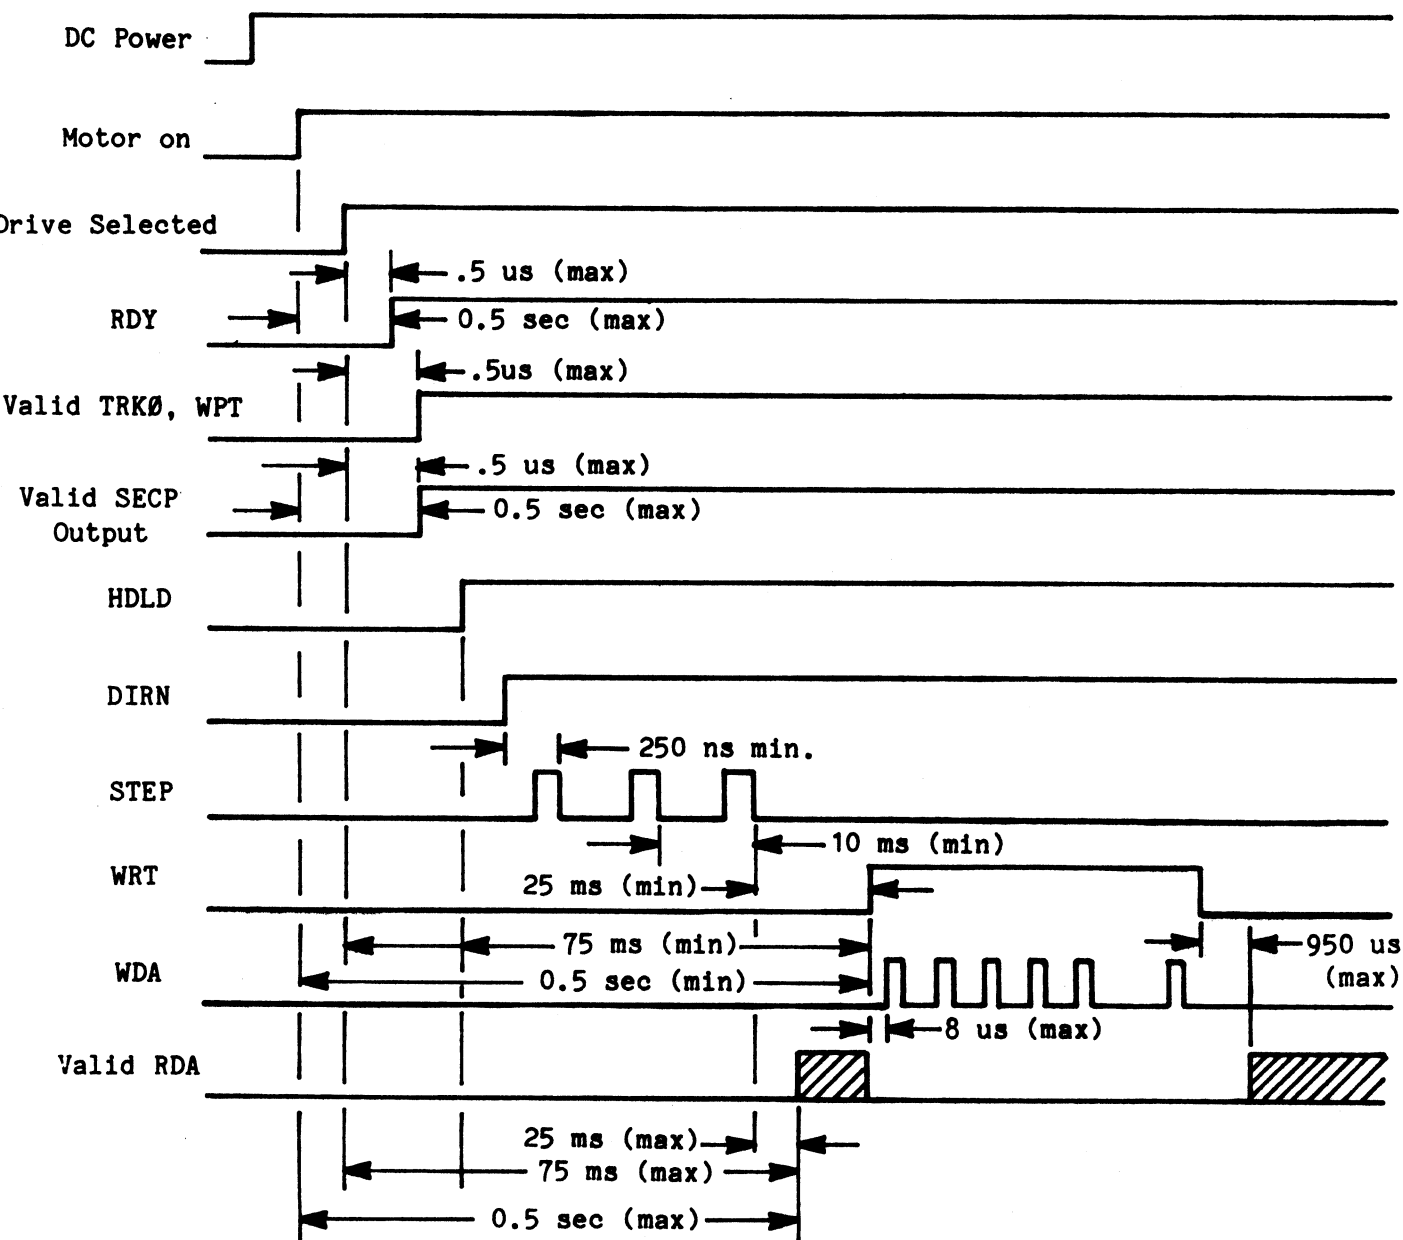 DC Power
Motor on
Drive Selected
.5 us (max)
RDY
0.5 sec (max)
.5us (max)
Valid TRKØ, WPT
.5 us (max)
Valid SECP
Output
0.5 sec (max)
HDLD
DIRN
250 ns min.
STEP
10 ms (min)
WRT
25 ms (min)
75 ms (min)
950 us
(max)
WDA
0.5 sec (min)
8 us (max)
Valid RDA
25 ms (max)
75 ms (max)
0.5 sec (max)